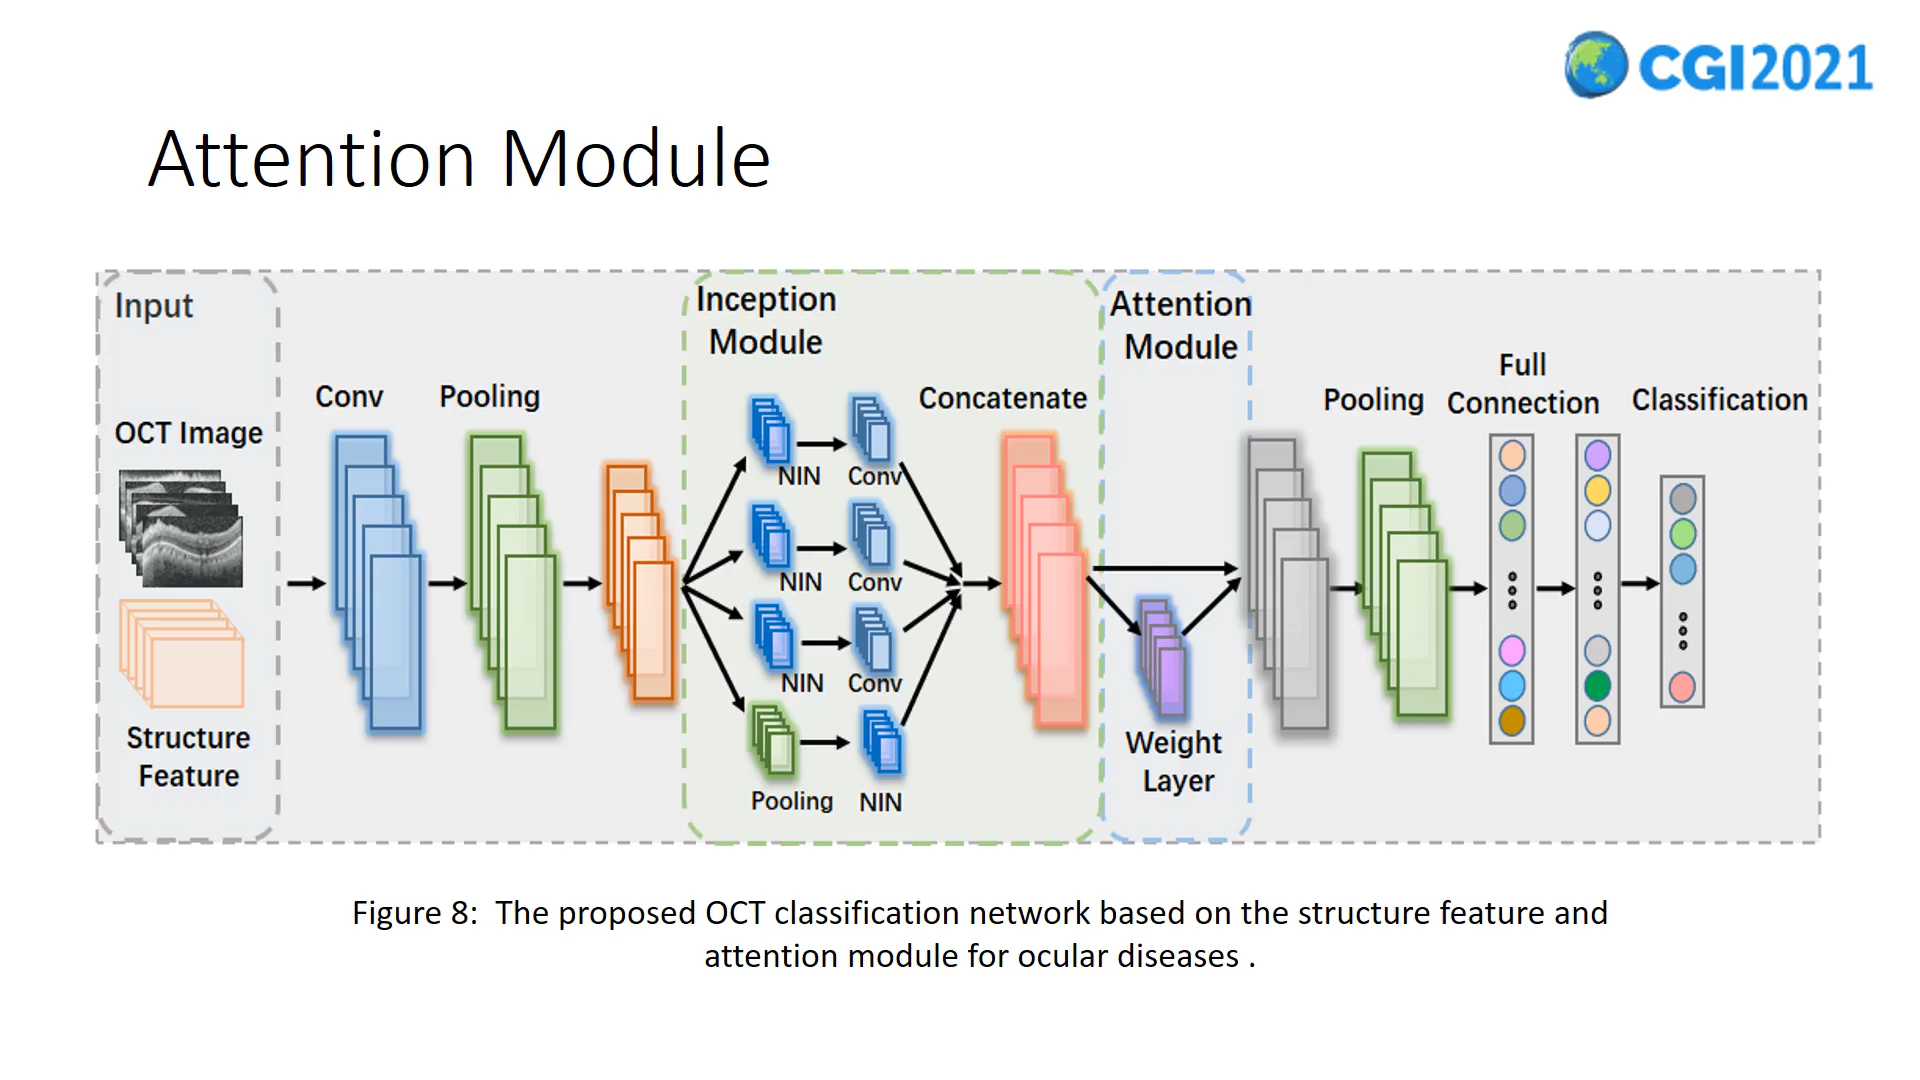 CGI2021
Attention Module
Input
OCT Image
Structure
Feature
Conv
Pooling
Inception
Module
NIN
Conv
NIN
Conv
NIN
Conv
Pooling
NIN
Concatenate
Attention
Module
Weight
Layer
Pooling
Full
Connection
Classification
Figure 8:  The proposed OCT classification network based on the structure feature and
attention module for ocular diseases .